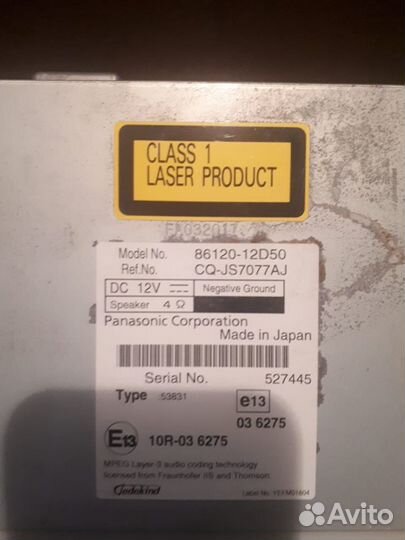 CLASS 1
LASER PRODUCT
Model No. 86120-12D50
Ref.No. CQ-JS7077AJ
DC 12V Negative Ground
Speaker 4 Ω
Panasonic Corporation
Made in Japan
Serial No. 527445
Type :53831
e13
03 6275
E13 10R-03 6275
MPEG Layer-3 audio coding technology
licensed from Fraunhofer IIS and Thomson.
Jedekind
Avito